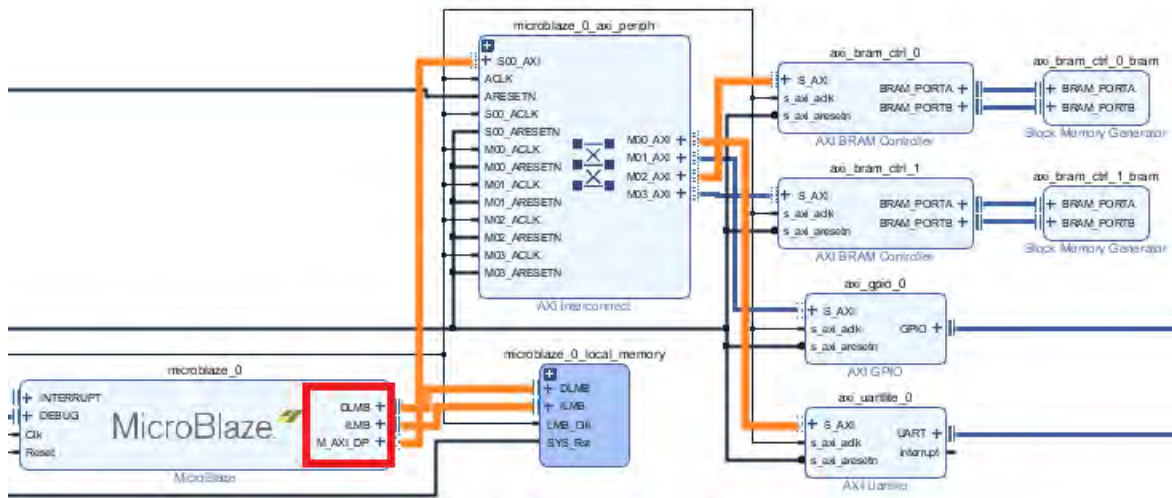 microblaze_0_axi_periph
+ S00_AXI
ACLK
ARESETN
S00_ACLK
S00_ARESETN
M00_ACLK
M00_ARESETN
M01_ACLK
M01_ARESETN
M02_ACLK
M02_ARESETN
M03_ACLK
M03_ARESETN
M00_AXI +
M01_AXI +
M02_AXI +
M03_AXI +
AXI Interconnect
axi_bram_ctrl_0
+ S_AXI
s_axi_aclk
s_axi_aresetn
BRAM_PORTA +
BRAM_PORTB +
AXI BRAM Controller
axi_bram_ctrl_0_bram
+ BRAM_PORTA
+ BRAM_PORTB
Block Memory Generator
axi_bram_ctrl_1
+ S_AXI
s_axi_aclk
s_axi_aresetn
BRAM_PORTA +
BRAM_PORTB +
AXI BRAM Controller
axi_bram_ctrl_1_bram
+ BRAM_PORTA
+ BRAM_PORTB
Block Memory Generator
axi_gpio_0
+ S_AXI
s_axi_aclk
s_axi_aresetn
GPIO +
AXI GPIO
microblaze_0
+ INTERRUPT
+ DEBUG
Clk
Reset
MicroBlaze
DLMB +
ILMB +
M_AXI_DP +
MicroBlaze
microblaze_0_local_memory
+ DLMB
+ ILMB
LMB_Clk
SYS_Rst
axi_uartlite_0
+ S_AXI
s_axi_aclk
s_axi_aresetn
UART +
interrupt
AXI Uartlite